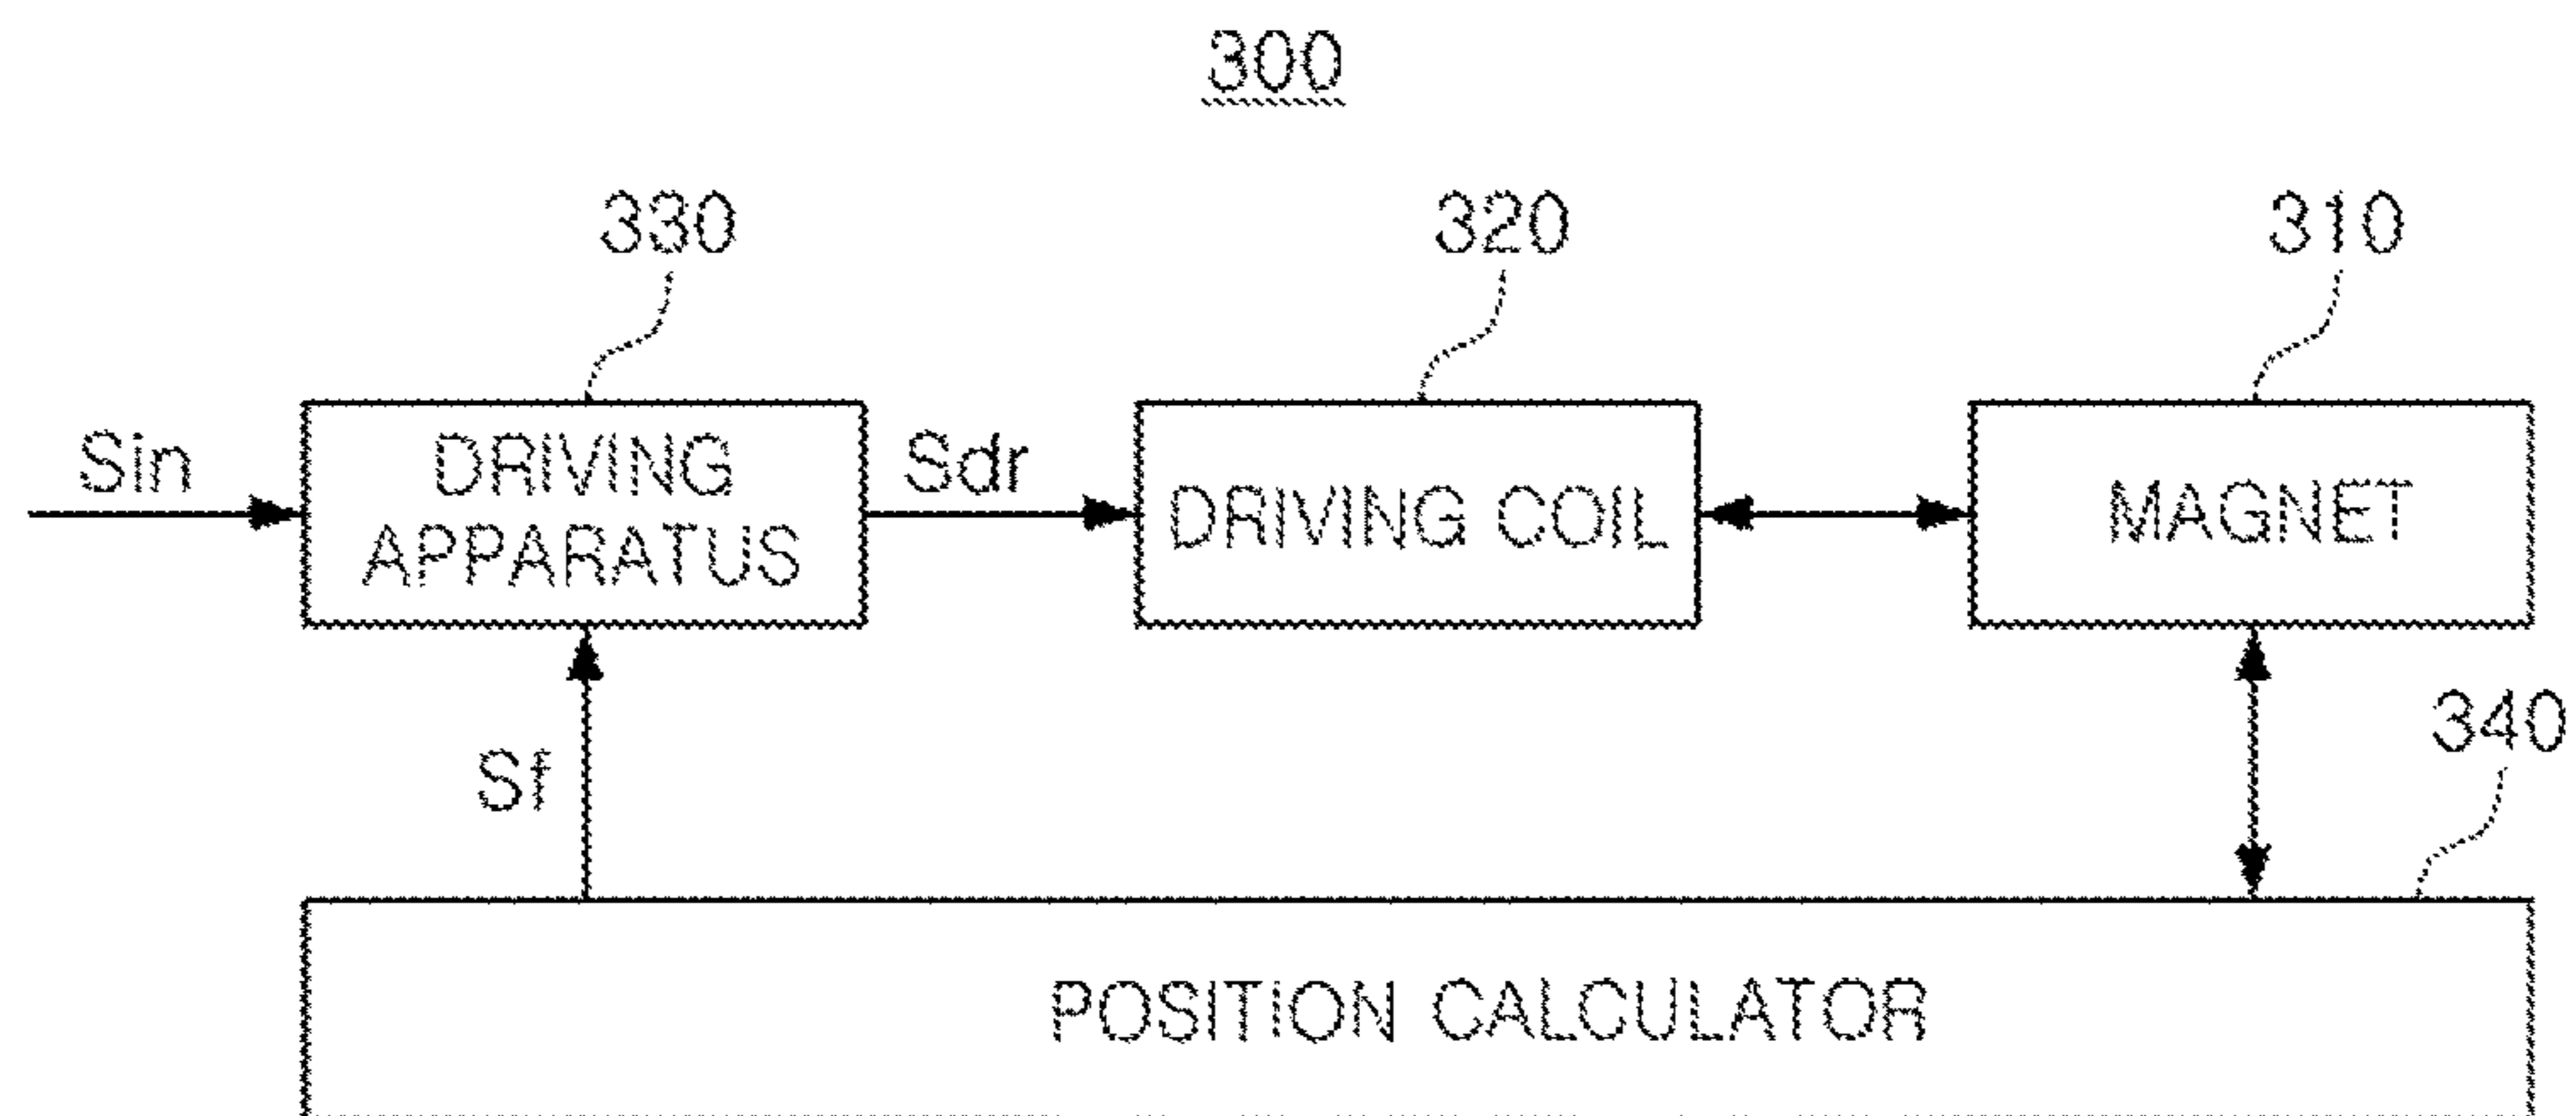 300
330
320
310
Sin
DRIVING
APPARATUS
Sdr
DRIVING COIL
MAGNET
Sf
340
POSITION CALCULATOR